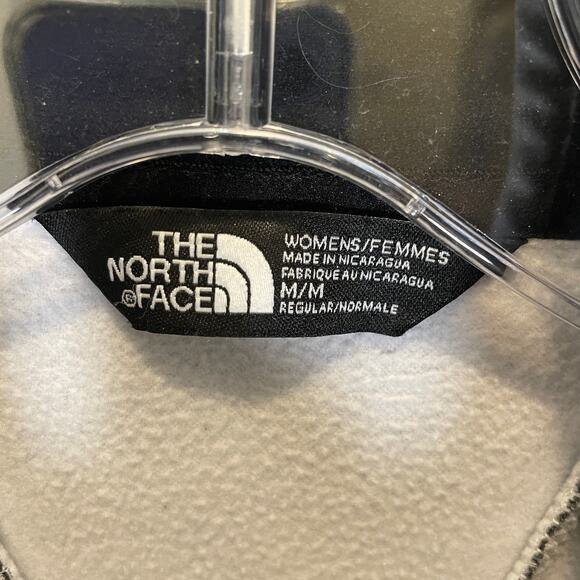 THE
NORTH
®FACE
WOMENS/FEMMES
MADE IN NICARAGUA
FABRIQUÉ AU NICARAGUA
M/M
REGULAR/NORMALE